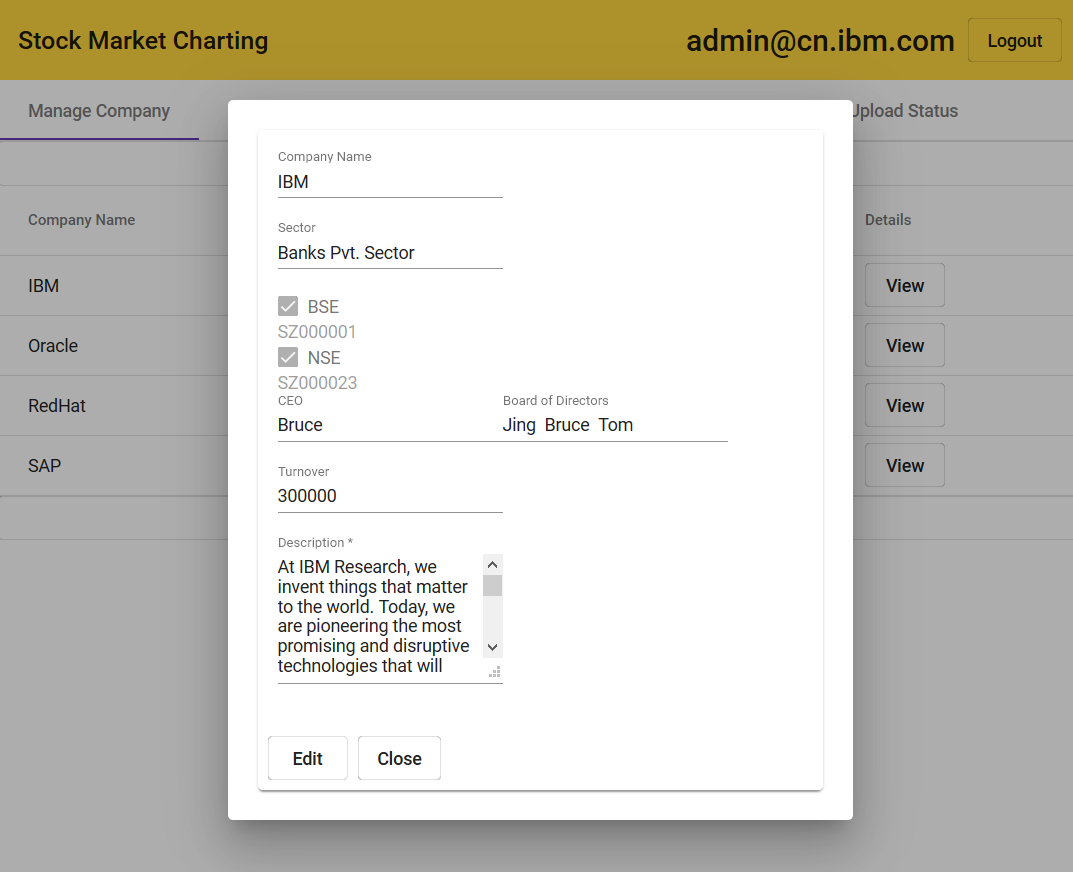 Stock Market Charting
admin@cn.ibm.com
Logout
Manage Company
Upload Status
Company Name
Details
IBM
View
Oracle
View
RedHat
View
SAP
View
Company Name
IBM
Sector
Banks Pvt. Sector
BSE
SZ000001
NSE
SZ000023
CEO
Board of Directors
Bruce
Jing Bruce Tom
Turnover
300000
Description *
At IBM Research, we
invent things that matter
to the world. Today, we
are pioneering the most
promising and disruptive
technologies that will
Edit
Close